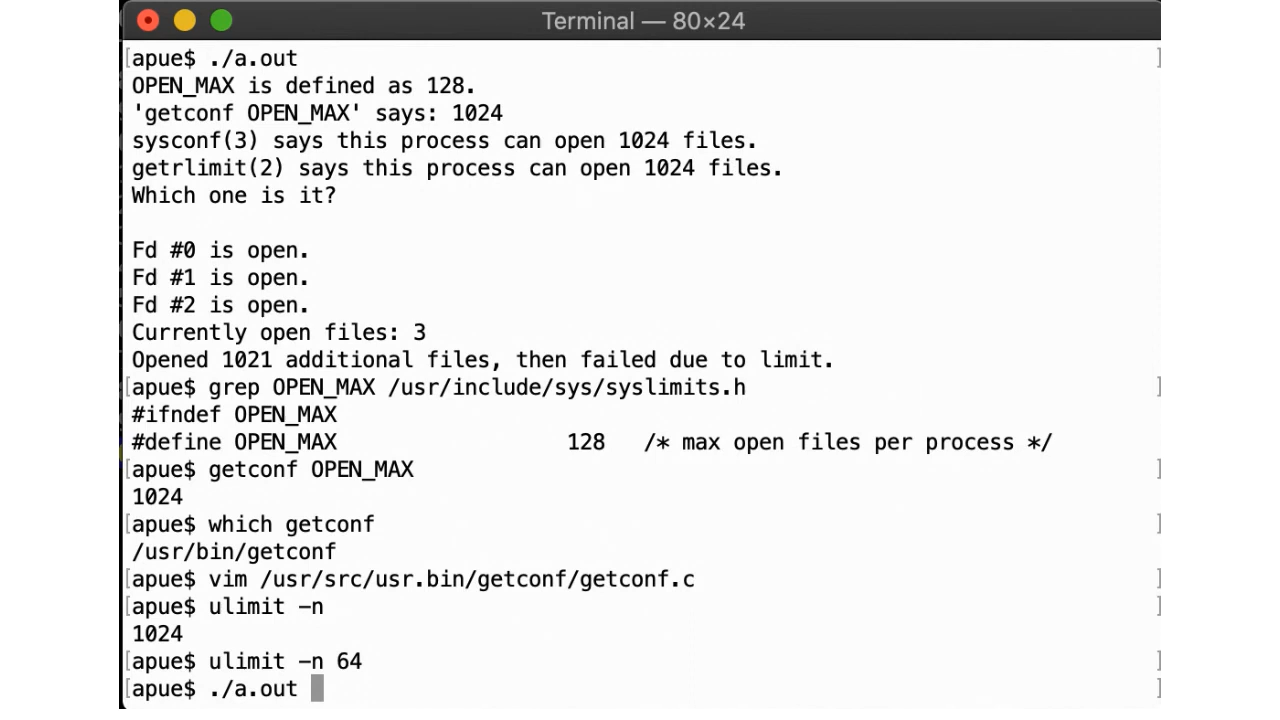 Terminal — 80×24
[apue$ ./a.out ]
OPEN_MAX is defined as 128.
'getconf OPEN_MAX' says: 1024
sysconf(3) says this process can open 1024 files.
getrlimit(2) says this process can open 1024 files.
Which one is it?
Fd #0 is open.
Fd #1 is open.
Fd #2 is open.
Currently open files: 3
Opened 1021 additional files, then failed due to limit.
[apue$ grep OPEN_MAX /usr/include/sys/syslimits.h ]
#ifndef OPEN_MAX
#define OPEN_MAX 128 /* max open files per process */
[apue$ getconf OPEN_MAX ]
1024
[apue$ which getconf ]
/usr/bin/getconf
[apue$ vim /usr/src/usr.bin/getconf/getconf.c ]
[apue$ ulimit -n ]
1024
[apue$ ulimit -n 64 ]
[apue$ ./a.out ]